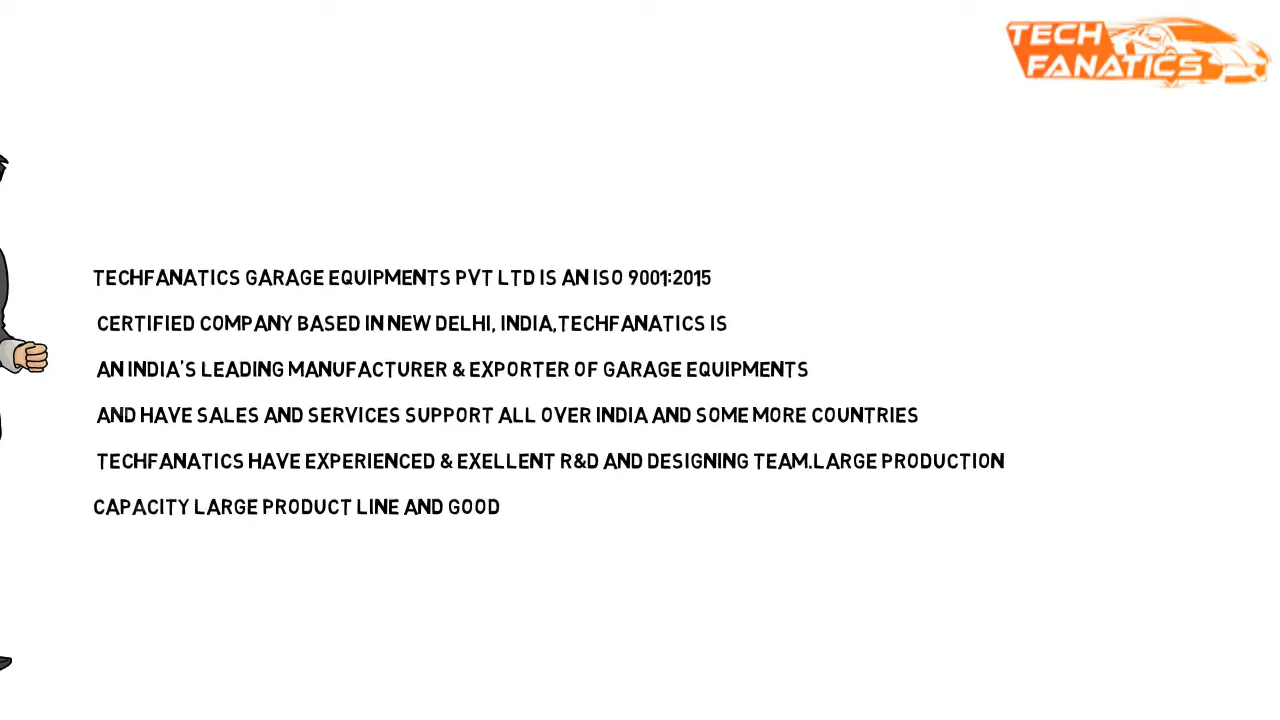 TECH
FANATICS
TECHFANATICS GARAGE EQUIPMENTS PVT LTD IS AN ISO 9001:2015
CERTIFIED COMPANY BASED IN NEW DELHI, INDIA,TECHFANATICS IS
AN INDIA'S LEADING MANUFACTURER & EXPORTER OF GARAGE EQUIPMENTS
AND HAVE SALES AND SERVICES SUPPORT ALL OVER INDIA AND SOME MORE COUNTRIES
TECHFANATICS HAVE EXPERIENCED & EXELLENT R&D AND DESIGNING TEAM.LARGE PRODUCTION
CAPACITY LARGE PRODUCT LINE AND GOOD